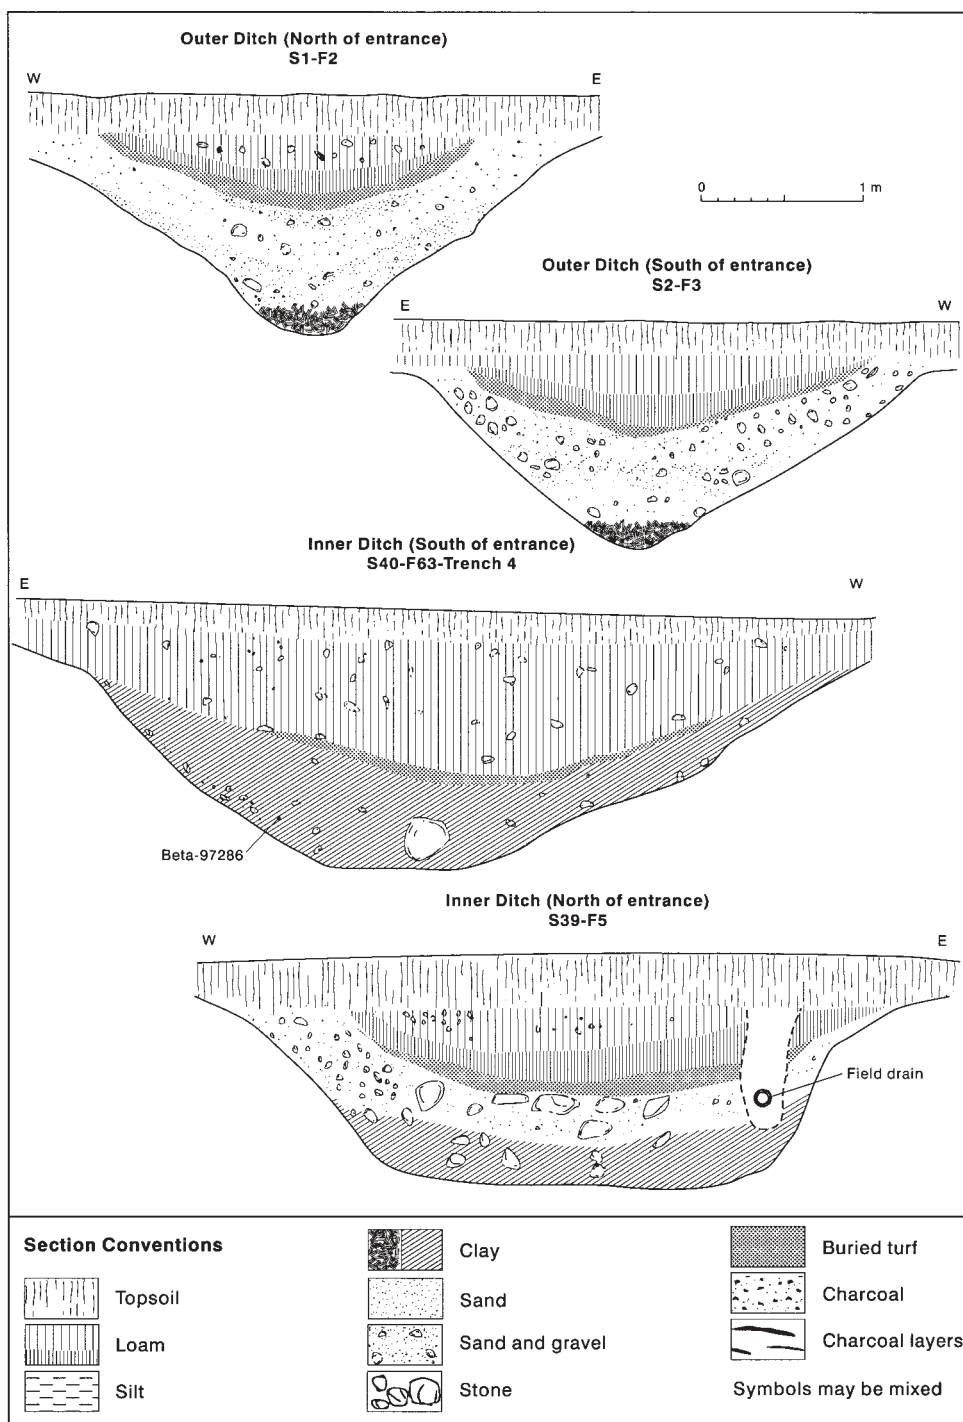 Outer Ditch (North of entrance)
S1-F2
W
E
0
1 m
Outer Ditch (South of entrance)
S2-F3
E
W
Inner Ditch (South of entrance)
S40-F63-Trench 4
E
W
Beta-97286
Inner Ditch (North of entrance)
S39-F5
W
E
Field drain
Section Conventions
Topsoil
Loam
Silt
Clay
Sand
Sand and gravel
Stone
Buried turf
Charcoal
Charcoal layers
Symbols may be mixed